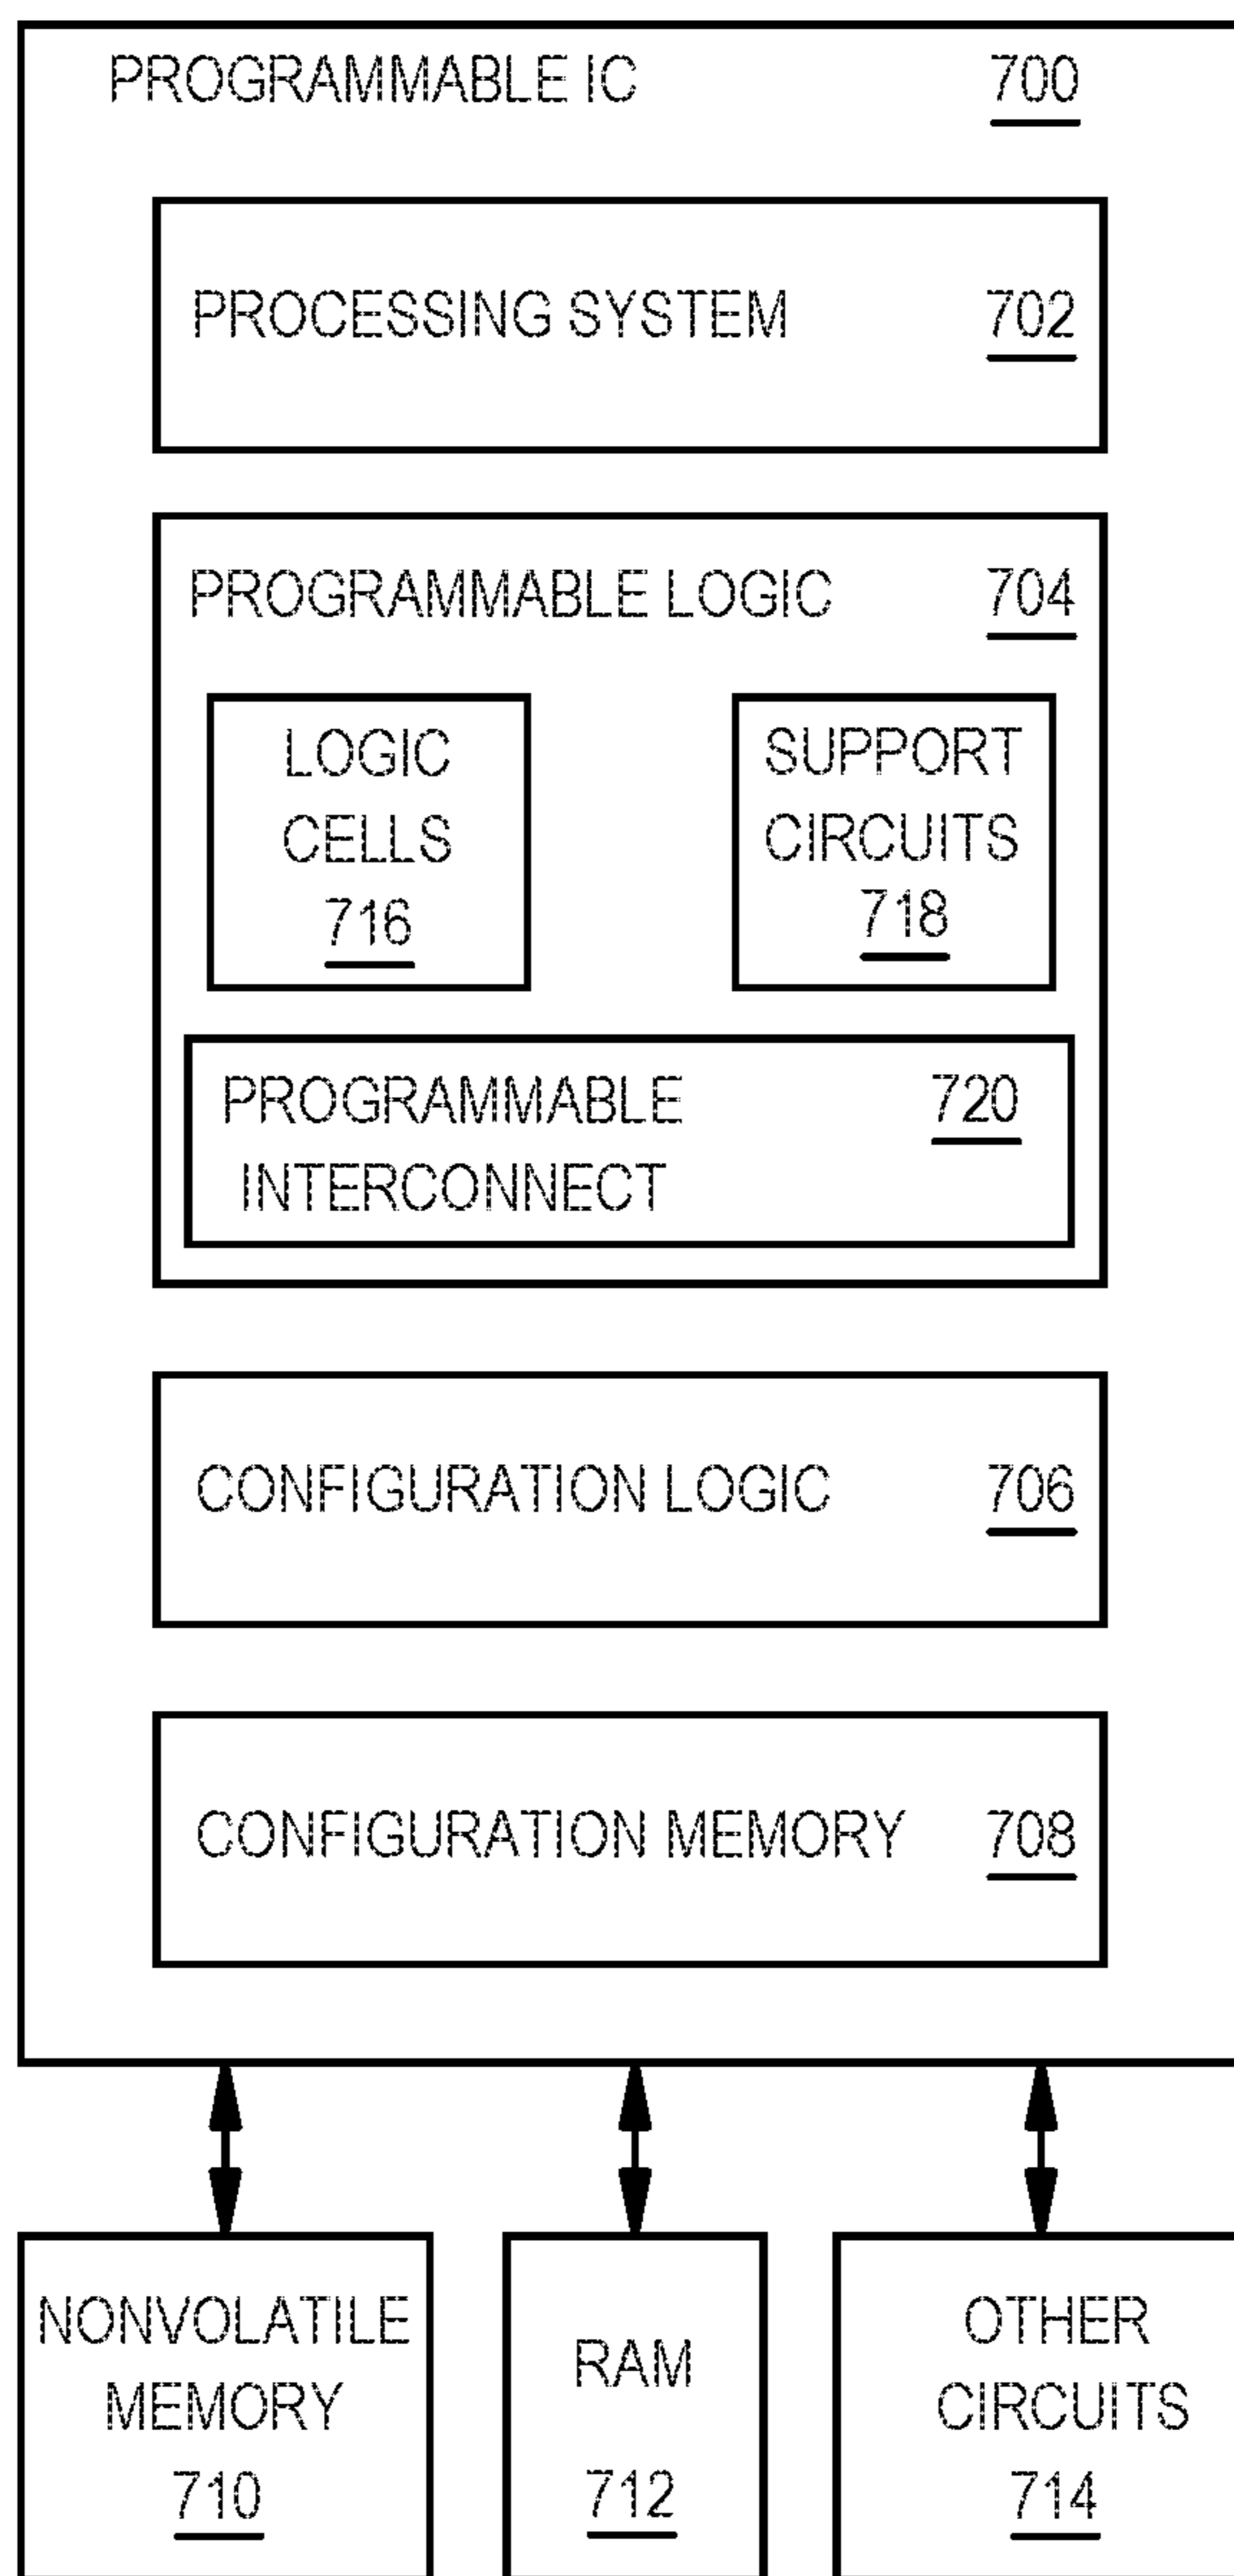 PROGRAMMABLE IC 700
PROCESSING SYSTEM 702
PROGRAMMABLE LOGIC 704
LOGIC
CELLS
716
SUPPORT
CIRCUITS
718
PROGRAMMABLE 720
INTERCONNECT
CONFIGURATION LOGIC 706
CONFIGURATION MEMORY 708
NONVOLATILE
MEMORY
710
RAM
712
OTHER
CIRCUITS
714